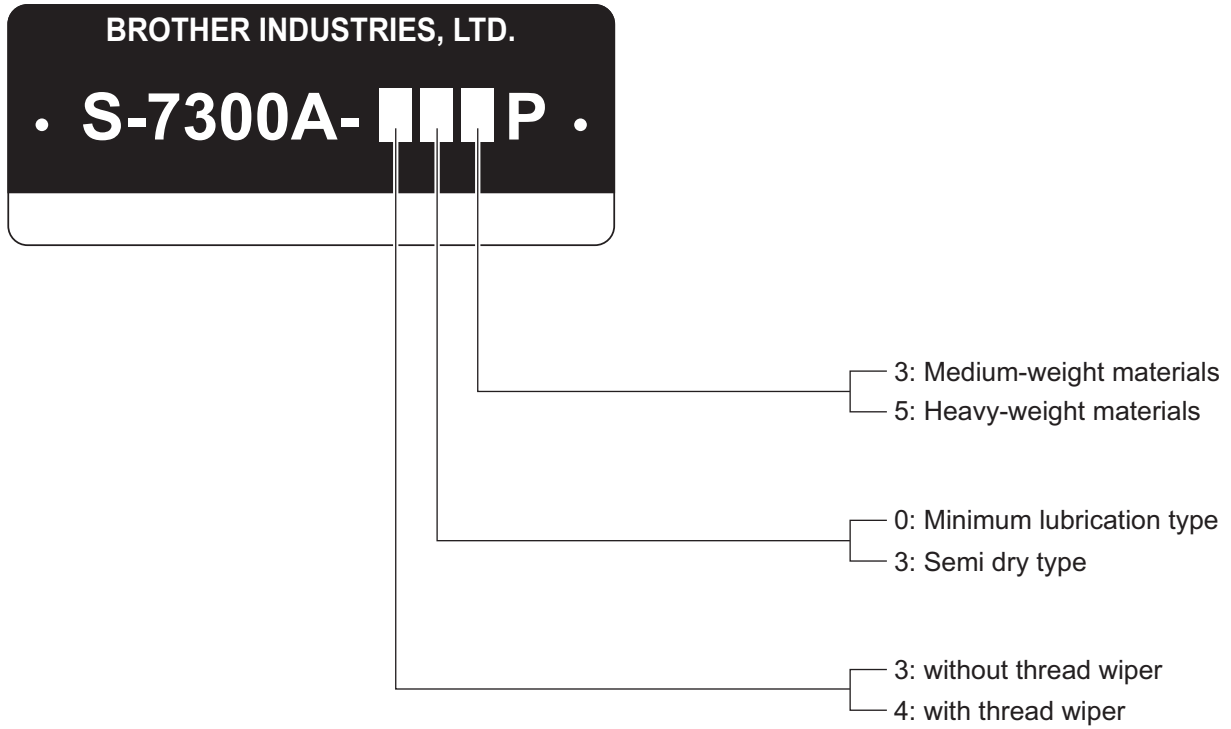 BROTHER INDUSTRIES, LTD.
• S-7300A- P •
3: Medium-weight materials
5: Heavy-weight materials
0: Minimum lubrication type
3: Semi dry type
3: without thread wiper
4: with thread wiper